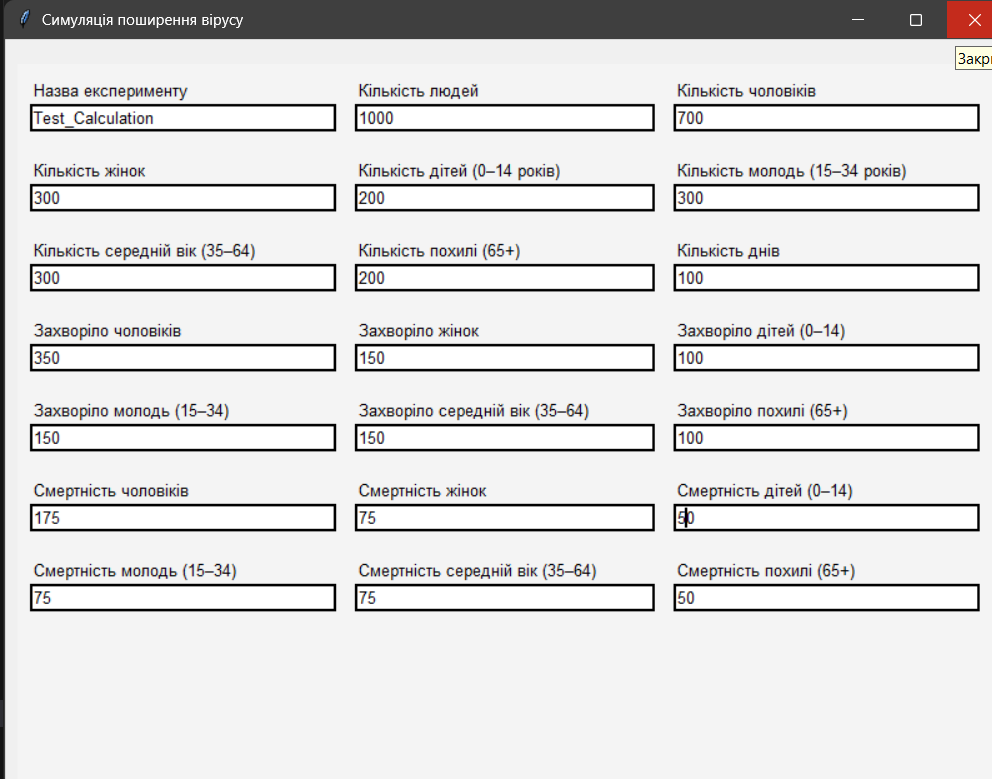 Симуляція поширення вірусу
Назва експерименту
Test_Calculation
Кількість людей
1000
Кількість чоловіків
700
Кількість жінок
300
Кількість дітей (0–14 років)
200
Кількість молодь (15–34 років)
300
Кількість середній вік (35–64)
300
Кількість похилі (65+)
200
Кількість днів
100
Захворіло чоловіків
350
Захворіло жінок
150
Захворіло дітей (0–14)
100
Захворіло молодь (15–34)
150
Захворіло середній вік (35–64)
150
Захворіло похилі (65+)
100
Смертність чоловіків
175
Смертність жінок
75
Смертність дітей (0–14)
50
Смертність молодь (15–34)
75
Смертність середній вік (35–64)
75
Смертність похилі (65+)
50